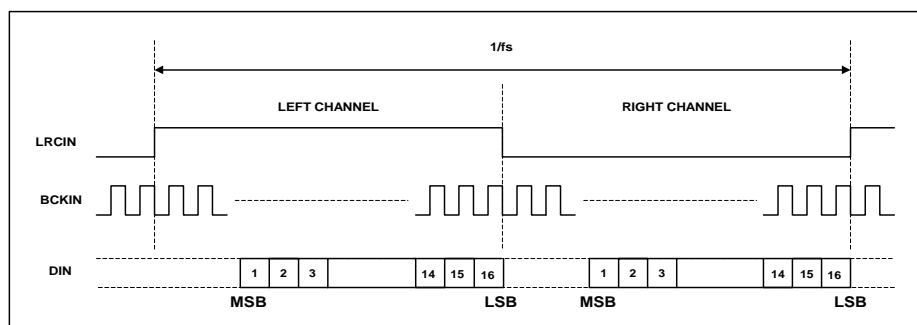 1/fs
LEFT CHANNEL RIGHT CHANNEL
LRCIN
BCKIN
DIN 1 2 3 14 15 16 1 2 3 14 15 16
MSB LSB MSB LSB